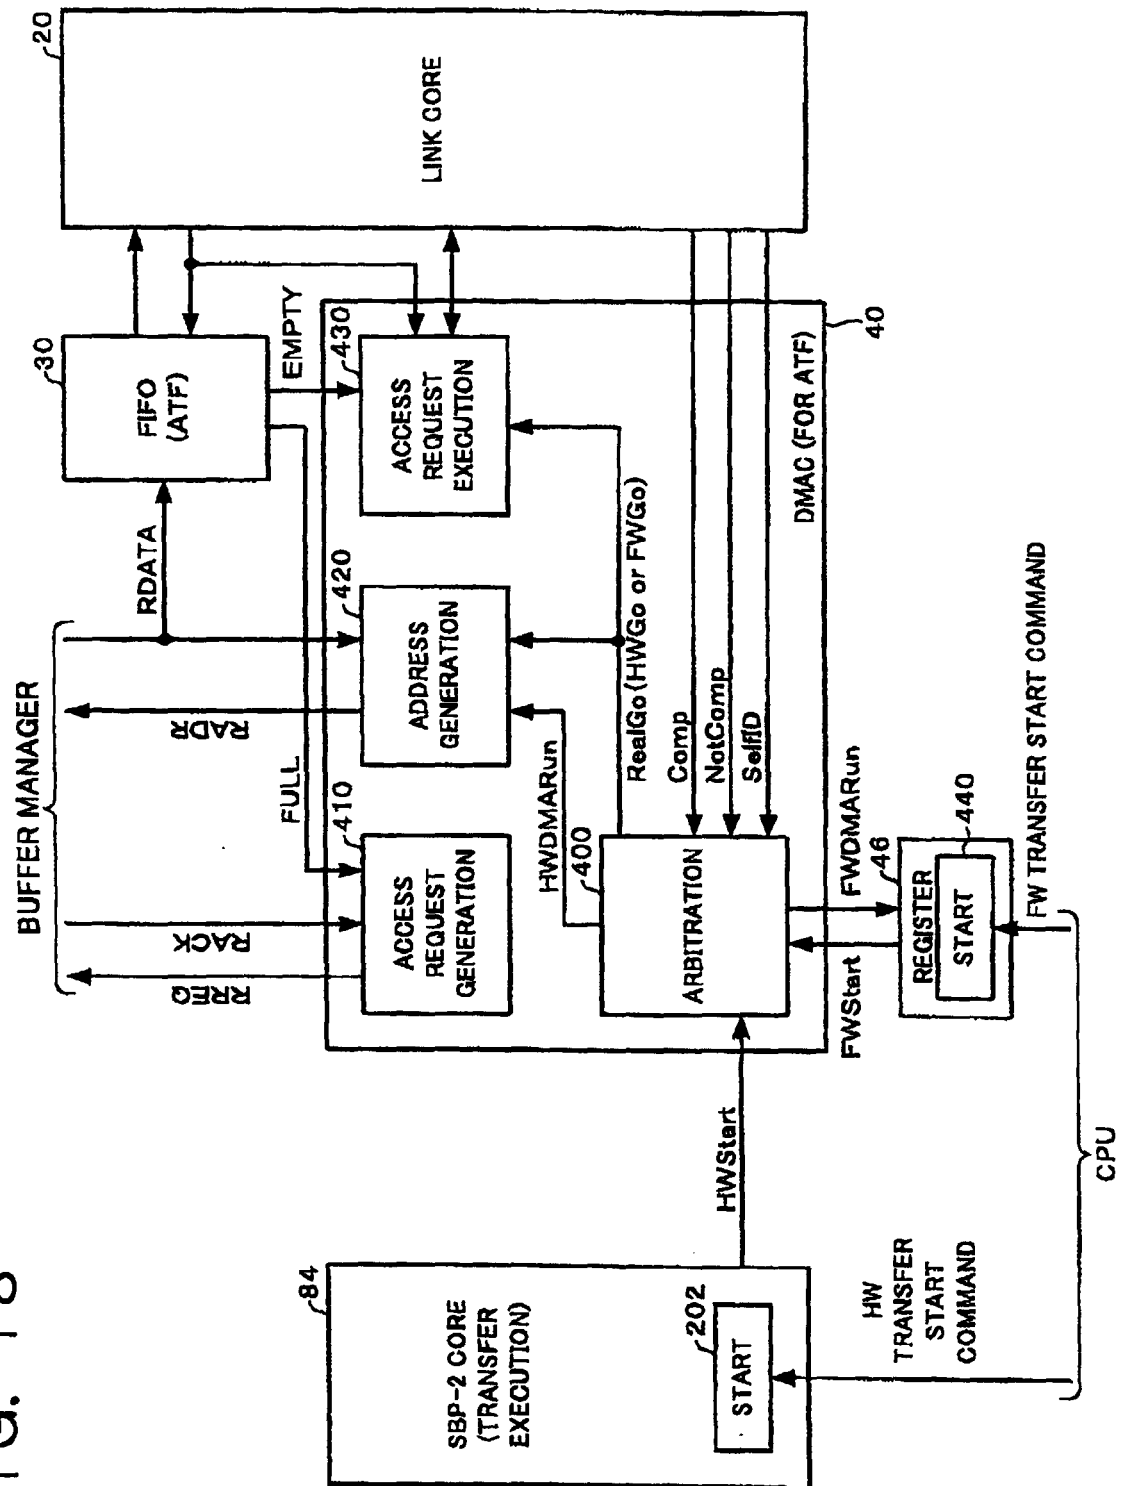 FIG. 18
BUFFER MANAGER
RREQ
RACK
RADR
RDATA
FULL
EMPTY
30
FIFO
(ATF)
20
LINK CORE
410
ACCESS
REQUEST
GENERATION
420
ADDRESS
GENERATION
430
ACCESS
REQUEST
EXECUTION
HWDMARun
RealGo(HWGo or FWGo)
400
ARBITRATION
Comp
NotComp
SelfID
DMAC (FOR ATF)
40
84
SBP-2 CORE
(TRANSFER
EXECUTION)
202
START
HWStart
FWStart
FWDMARun
46
REGISTER
440
START
HW
TRANSFER
START
COMMAND
FW TRANSFER START COMMAND
CPU